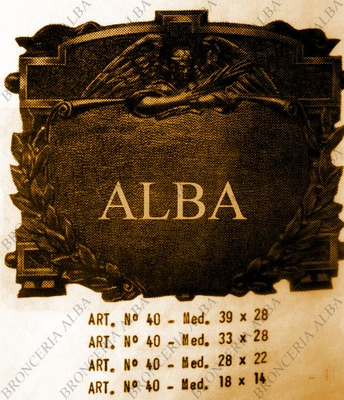 ALBA
ART. Nº 40 - Med. 39 x 28
ART. Nº 40 - Med. 33 x 28
ART. Nº 40 - Med. 28 x 22
ART. Nº 40 - Med. 18 x 14
BRONCERIA ALBA